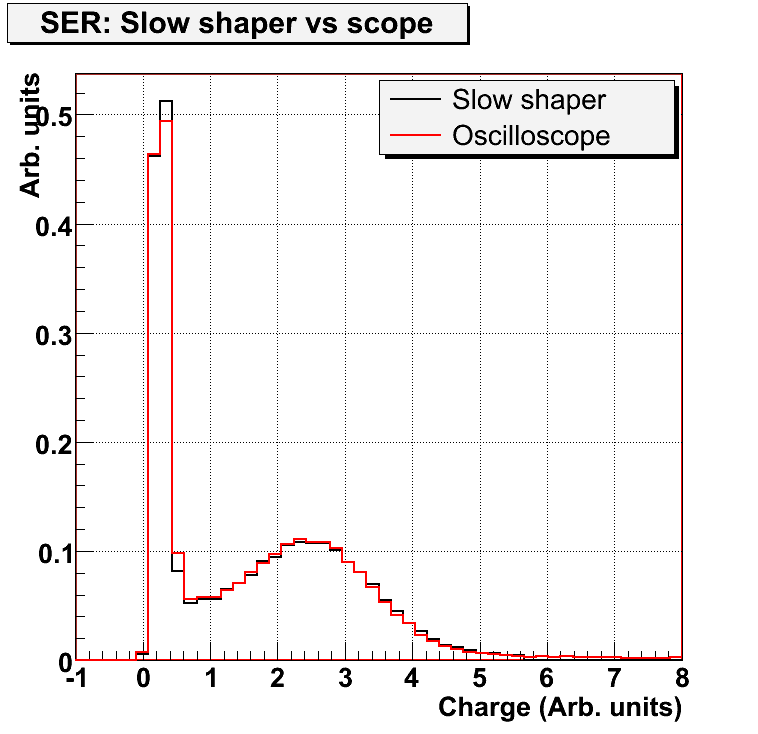 SER: Slow shaper vs scope
Arb. units
Slow shaper
Oscilloscope
0.5
0.4
0.3
0.2
0.1
0
-1 0 1 2 3 4 5 6 7 8
Charge (Arb. units)